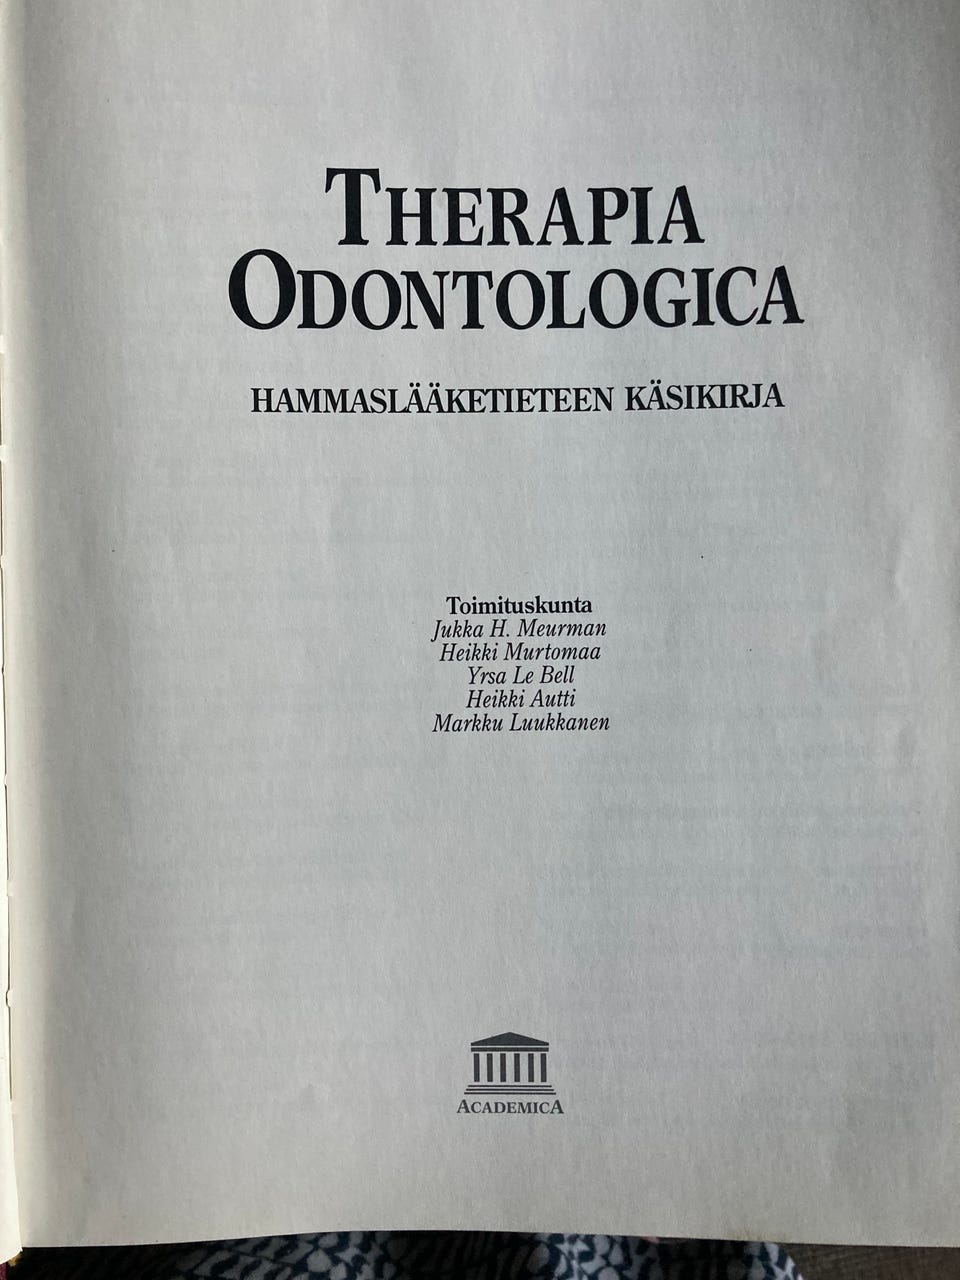 THERAPIA
ODONTOLOGICA
HAMMASLÄÄKETIETEEN KÄSIKIRJA
Toimituskunta
Jukka H. Meurman
Heikki Murtomaa
Yrsa Le Bell
Heikki Autti
Markku Luukkanen
ACADEMICA